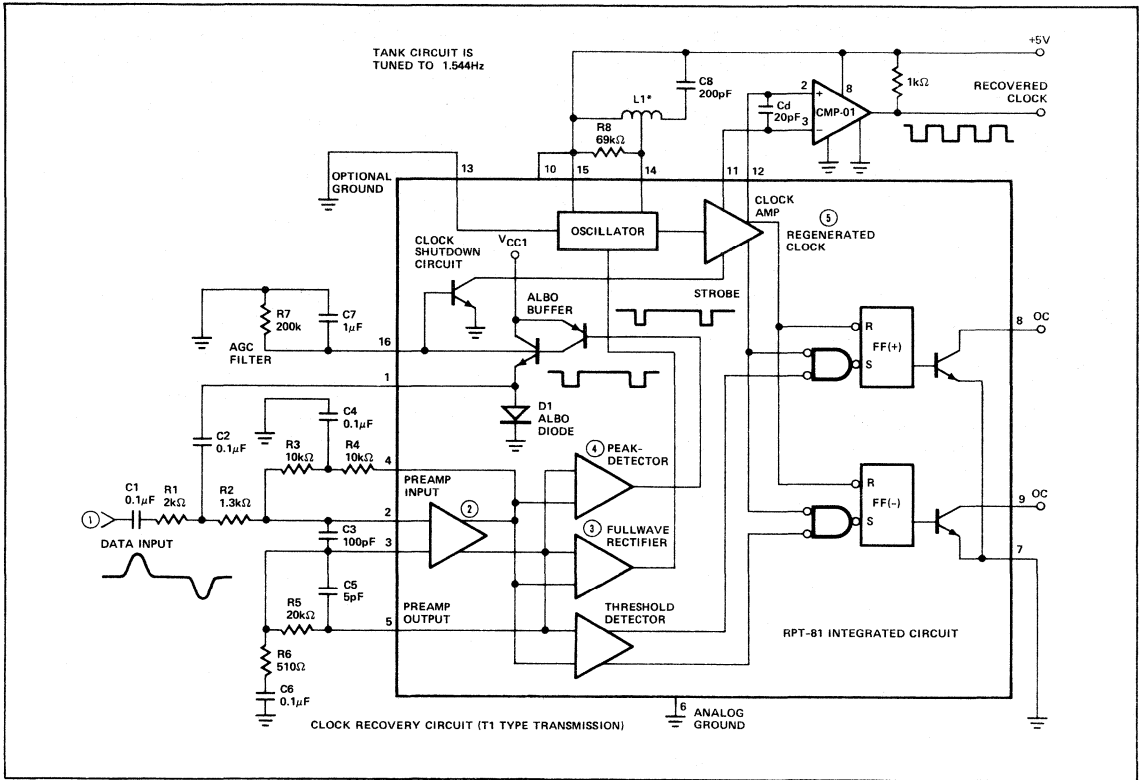 TANK CIRCUIT IS
TUNED TO 1.544Hz
+5V
C8
200pF
L1*
R8
69kΩ
2
+
8
CMP-01
Cd
20pF
3
−
1kΩ
RECOVERED
CLOCK
13
10
15
14
11
12
OPTIONAL
GROUND
OSCILLATOR
CLOCK
AMP
5
REGENERATED
CLOCK
CLOCK
SHUTDOWN
CIRCUIT
VCC1
ALBO
BUFFER
STROBE
R7
200k
C7
1μF
AGC
FILTER
16
1
R
FF(+)
S
8
OC
D1
ALBO
DIODE
C2
0.1μF
C4
0.1μF
R3
10kΩ
R4
10kΩ
4
PREAMP
INPUT
4
PEAK-
DETECTOR
C1
0.1μF
R1
2kΩ
R2
1.3kΩ
1
DATA INPUT
2
2
C3
100pF
3
3
FULLWAVE
RECTIFIER
R
FF(−)
S
9
OC
7
C5
5pF
R5
20kΩ
PREAMP
OUTPUT
5
THRESHOLD
DETECTOR
R6
510Ω
C6
0.1μF
RPT-81 INTEGRATED CIRCUIT
6
ANALOG
GROUND
CLOCK RECOVERY CIRCUIT (T1 TYPE TRANSMISSION)